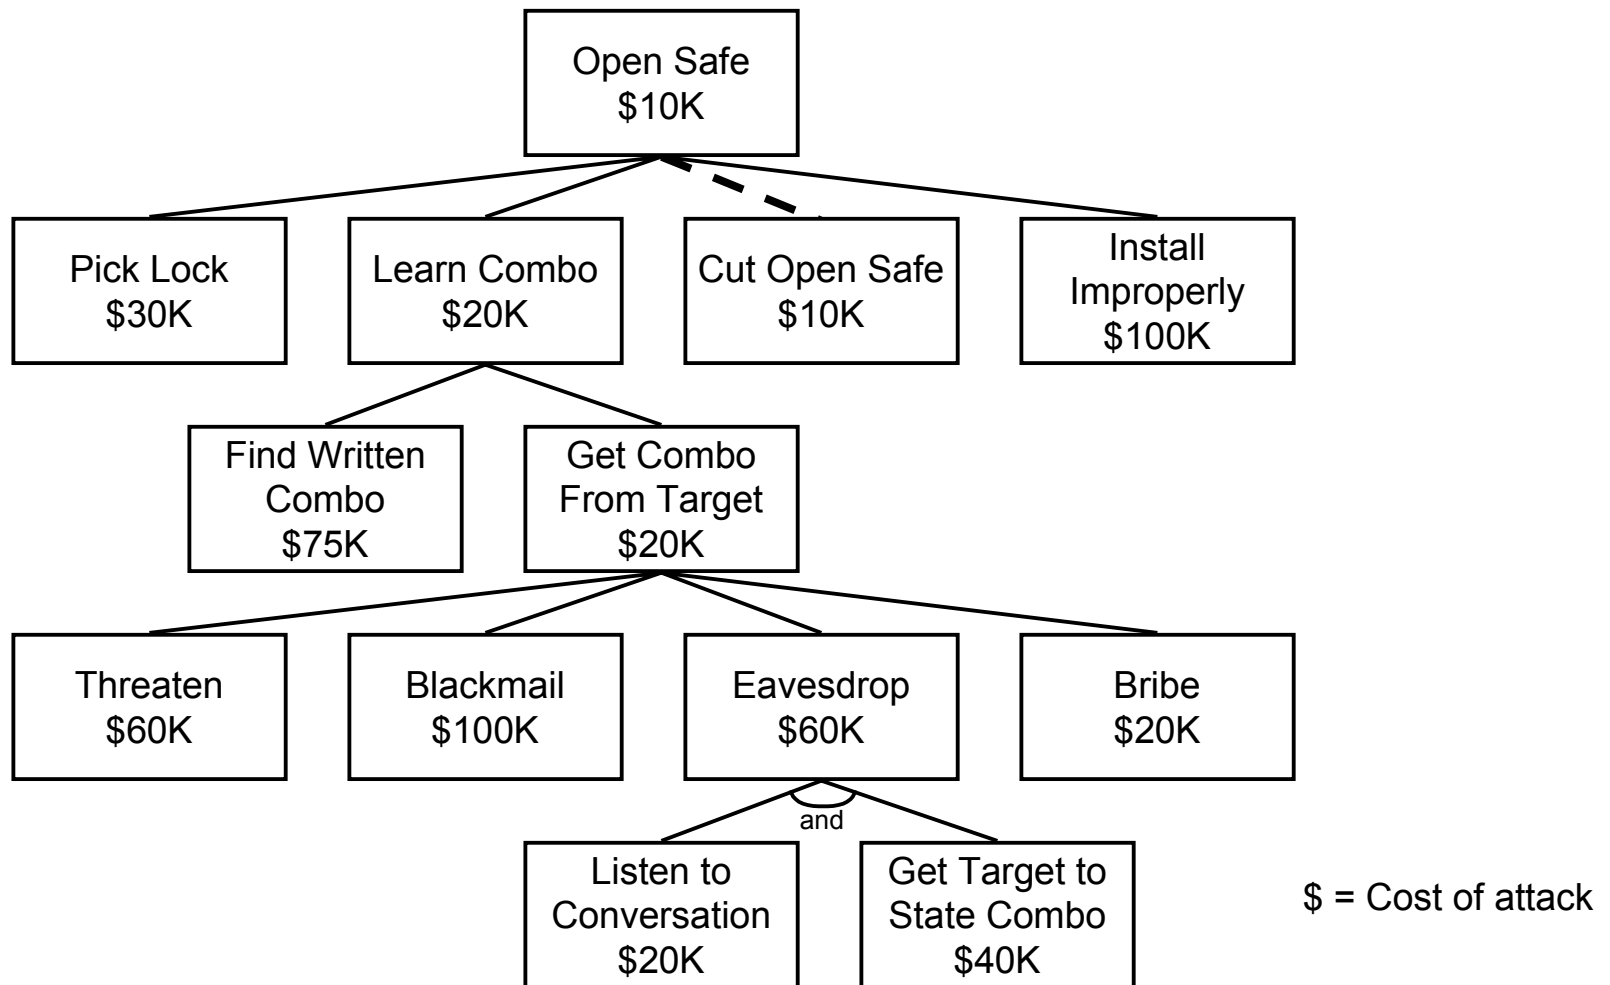 Open Safe
$10K
Pick Lock
$30K
Learn Combo
$20K
Cut Open Safe
$10K
Install
Improperly
$100K
Find Written
Combo
$75K
Get Combo
From Target
$20K
Threaten
$60K
Blackmail
$100K
Eavesdrop
$60K
Bribe
$20K
and
Listen to
Conversation
$20K
Get Target to
State Combo
$40K
$ = Cost of attack